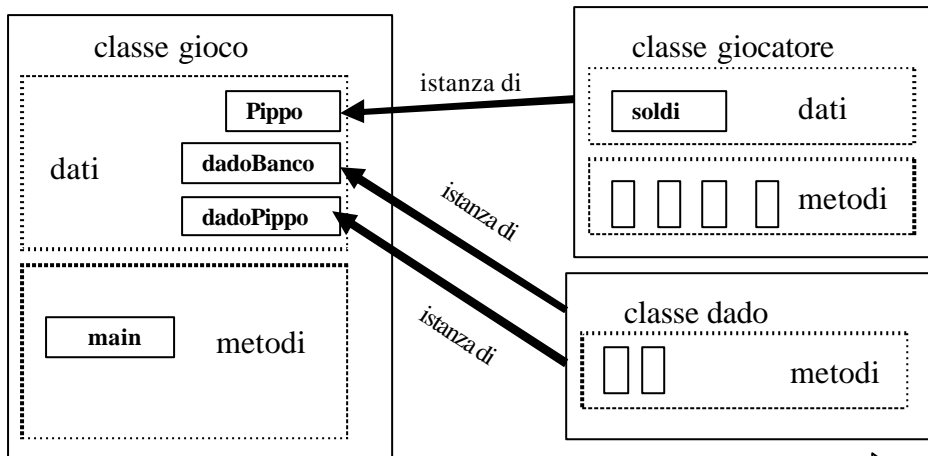 classe gioco
dati
Pippo
dadoBanco
dadoPippo
main
metodi
istanza di
istanza di
istanza di
classe giocatore
soldi
dati
metodi
classe dado
metodi